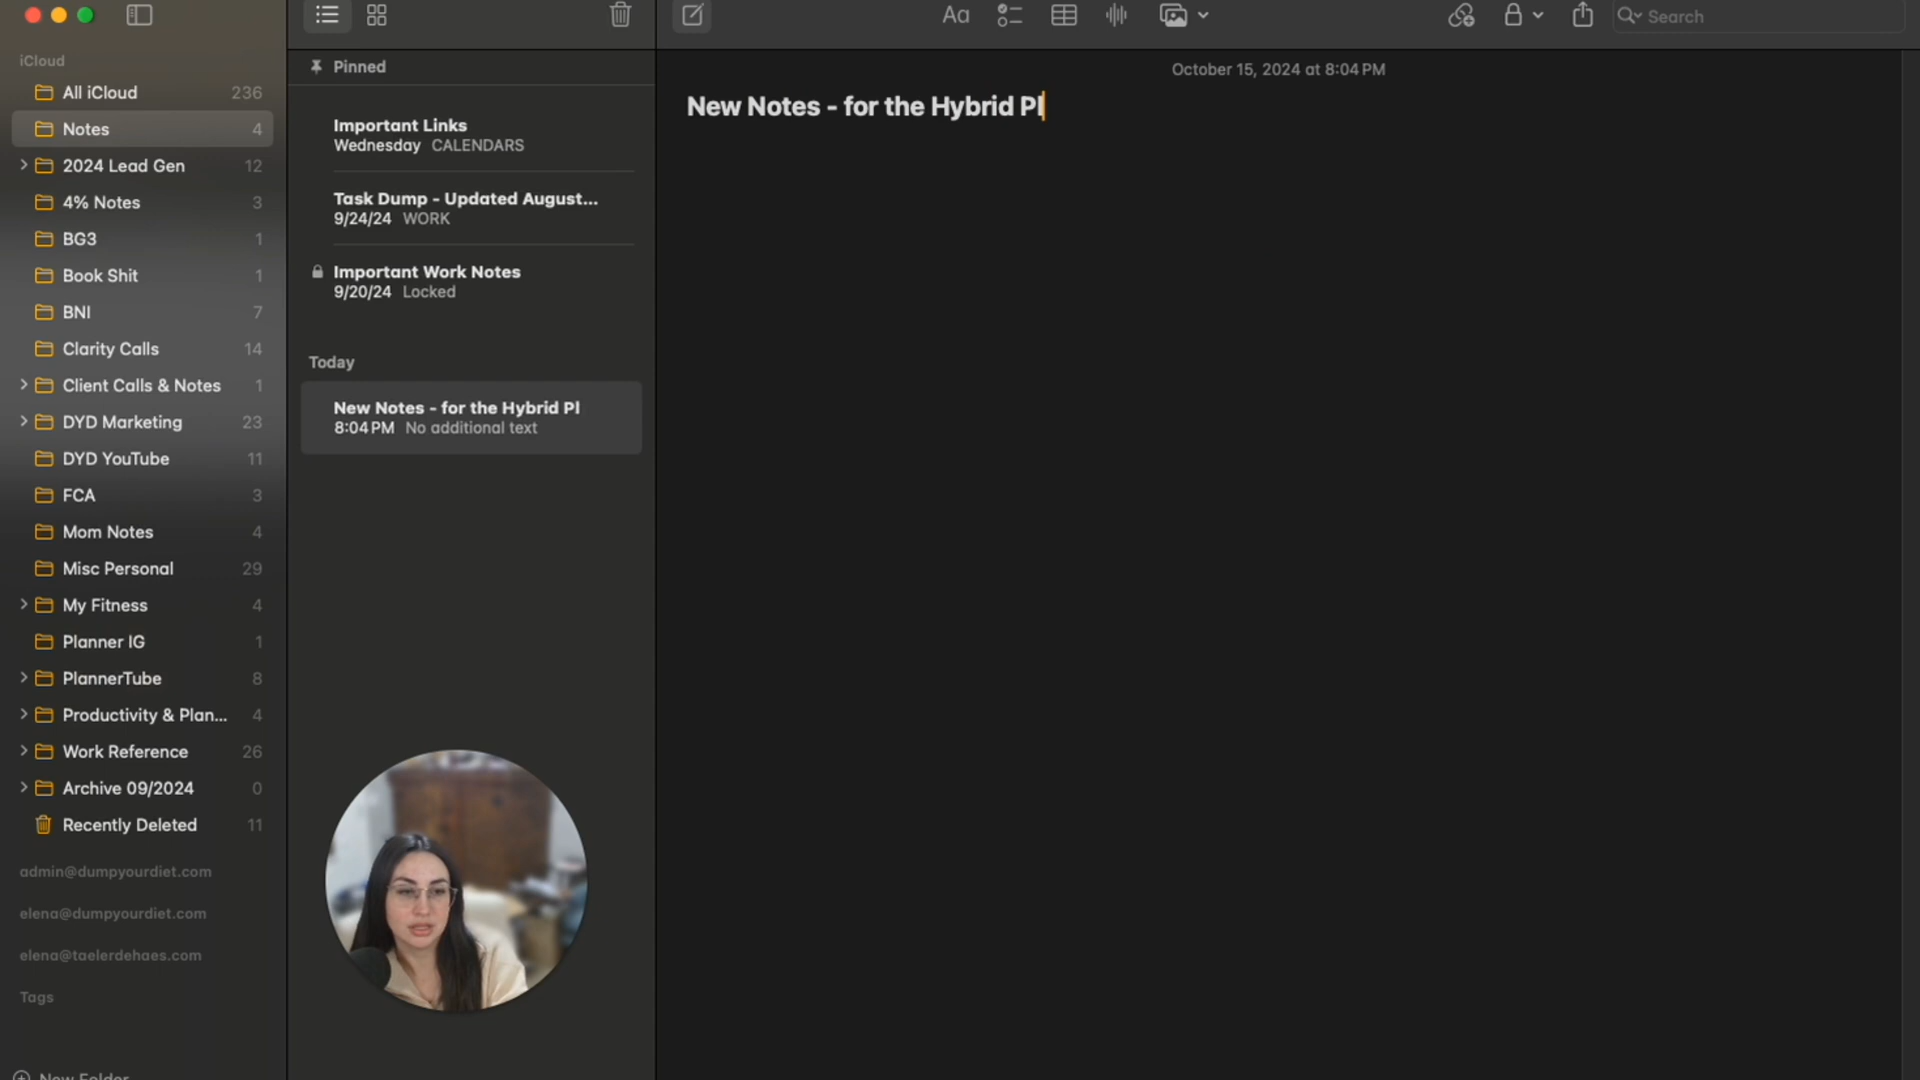 iCloud
All iCloud 236
Notes 4
2024 Lead Gen 12
4% Notes 3
BG3 1
Book Shit 1
BNI 7
Clarity Calls 14
Client Calls & Notes 1
DYD Marketing 23
DYD YouTube 11
FCA 3
Mom Notes 4
Misc Personal 29
My Fitness 4
Planner IG 1
PlannerTube 8
Productivity & Plan... 4
Work Reference 26
Archive 09/2024 0
Recently Deleted 11
admin@dumpyourdiet.com
elena@dumpyourdiet.com
elena@taelerdehaes.com
Tags
New Folder
Pinned
Important Links
Wednesday CALENDARS
Task Dump - Updated August...
9/24/24 WORK
Important Work Notes
9/20/24 Locked
Today
New Notes - for the Hybrid Pl
8:04 PM No additional text
Aa
Search
October 15, 2024 at 8:04 PM
New Notes - for the Hybrid Pl